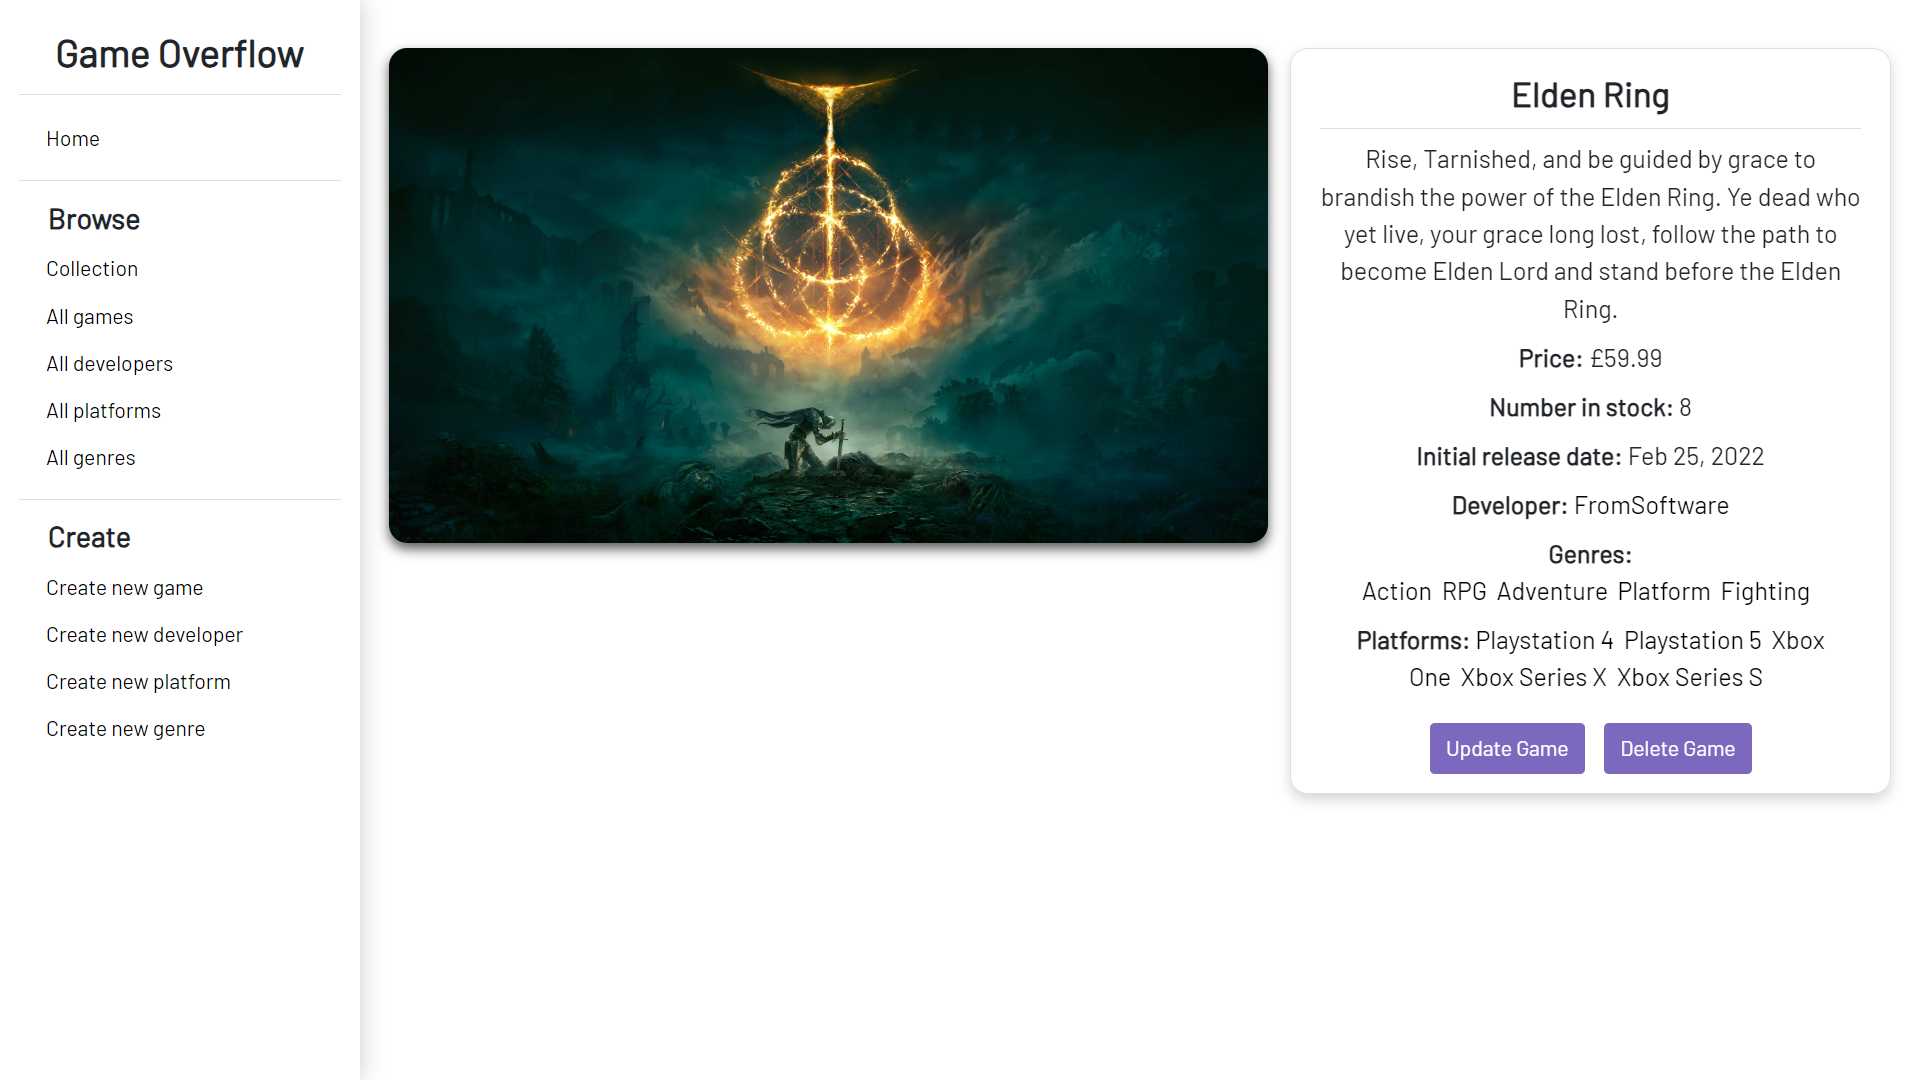 Game Overflow
Home
Browse
Collection
All games
All developers
All platforms
All genres
Create
Create new game
Create new developer
Create new platform
Create new genre
Elden Ring
Rise, Tarnished, and be guided by grace to
brandish the power of the Elden Ring. Ye dead who
yet live, your grace long lost, follow the path to
become Elden Lord and stand before the Elden
Ring.
Price: £59.99
Number in stock: 8
Initial release date: Feb 25, 2022
Developer: FromSoftware
Genres:
Action RPG Adventure Platform Fighting
Platforms: Playstation 4 Playstation 5 Xbox
One Xbox Series X Xbox Series S
Update Game Delete Game